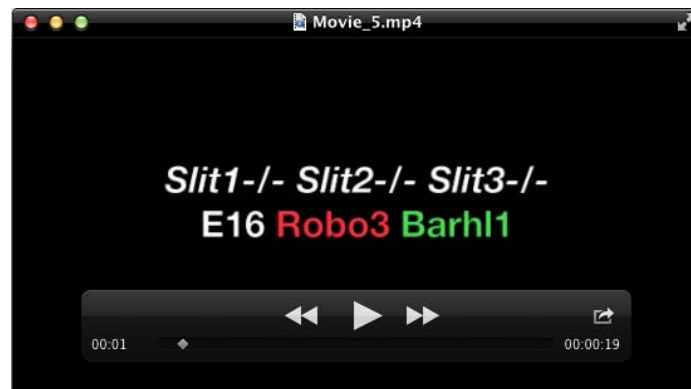 Movie_5.mp4
Slit1-/- Slit2-/- Slit3-/-
E16 Robo3 Barhl1
00:01 00:00:19